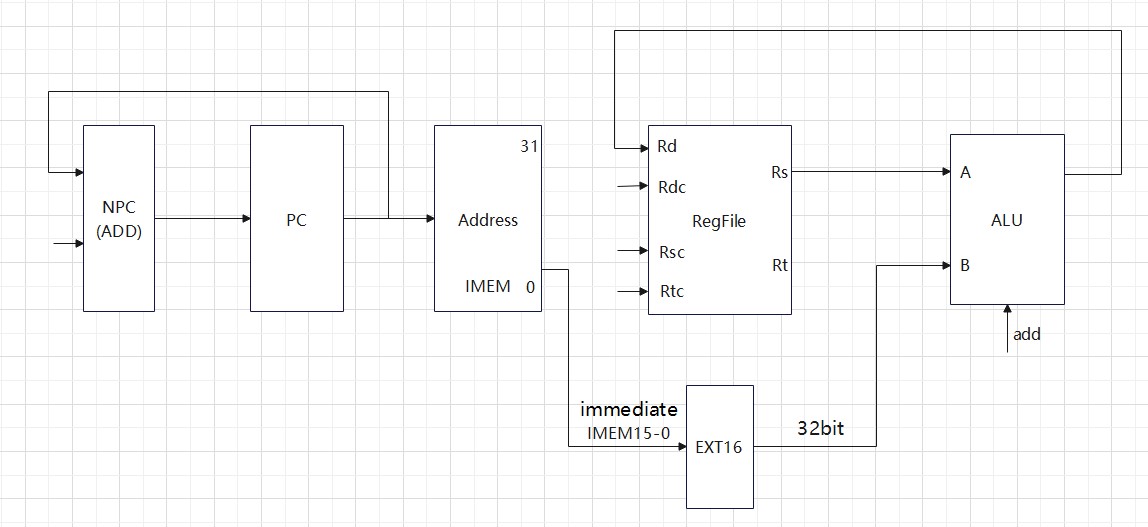 NPC
(ADD)
PC
31
Address
IMEM 0
Rd
Rdc
Rs
RegFile
Rsc
Rt
Rtc
A
ALU
B
add
immediate
IMEM15-0
EXT16
32bit